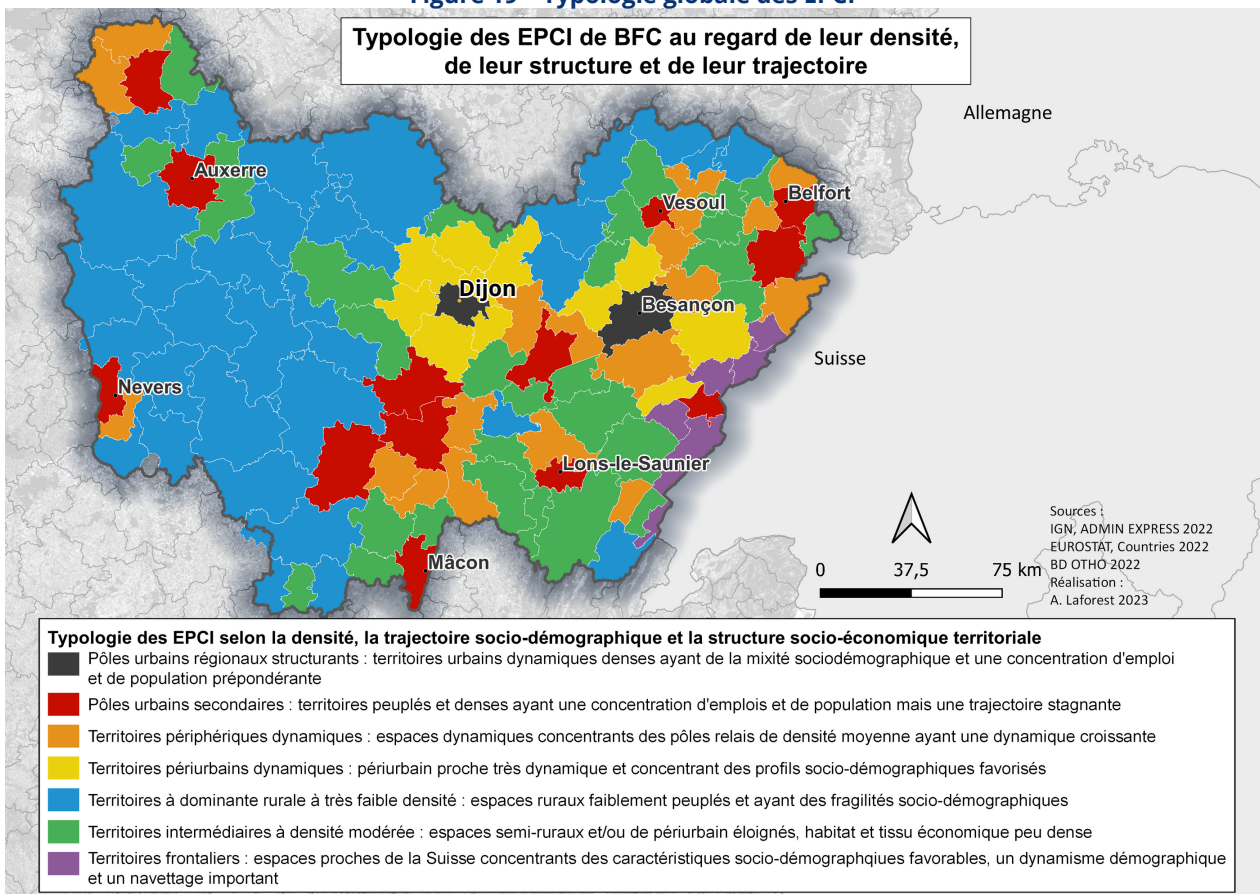 Figure 19 - Typologie globale des EPCI
Typologie des EPCI de BFC au regard de leur densité,
de leur structure et de leur trajectoire
Allemagne
Auxerre
Vesoul
Belfort
Dijon
Besançon
Suisse
Nevers
Lons-le-Saunier
Mâcon
0 37,5 75 km
Sources :
IGN, ADMIN EXPRESS 2022
EUROSTAT, Countries 2022
BD OTHO 2022
Réalisation :
A. Laforest 2023
Typologie des EPCI selon la densité, la trajectoire socio-démographique et la structure socio-économique territoriale
Pôles urbains régionaux structurants : territoires urbains dynamiques denses ayant de la mixité sociodémographique et une concentration d'emploi
et de population prépondérante
Pôles urbains secondaires : territoires peuplés et denses ayant une concentration d'emplois et de population mais une trajectoire stagnante
Territoires périphériques dynamiques : espaces dynamiques concentrants des pôles relais de densité moyenne ayant une dynamique croissante
Territoires périurbains dynamiques : périurbain proche très dynamique et concentrant des profils socio-démographiques favorisés
Territoires à dominante rurale à très faible densité : espaces ruraux faiblement peuplés et ayant des fragilités socio-démographiques
Territoires intermédiaires à densité modérée : espaces semi-ruraux et/ou de périurbain éloignés, habitat et tissu économique peu dense
Territoires frontaliers : espaces proches de la Suisse concentrants des caractéristiques socio-démographqiues favorables, un dynamisme démographique
et un navettage important